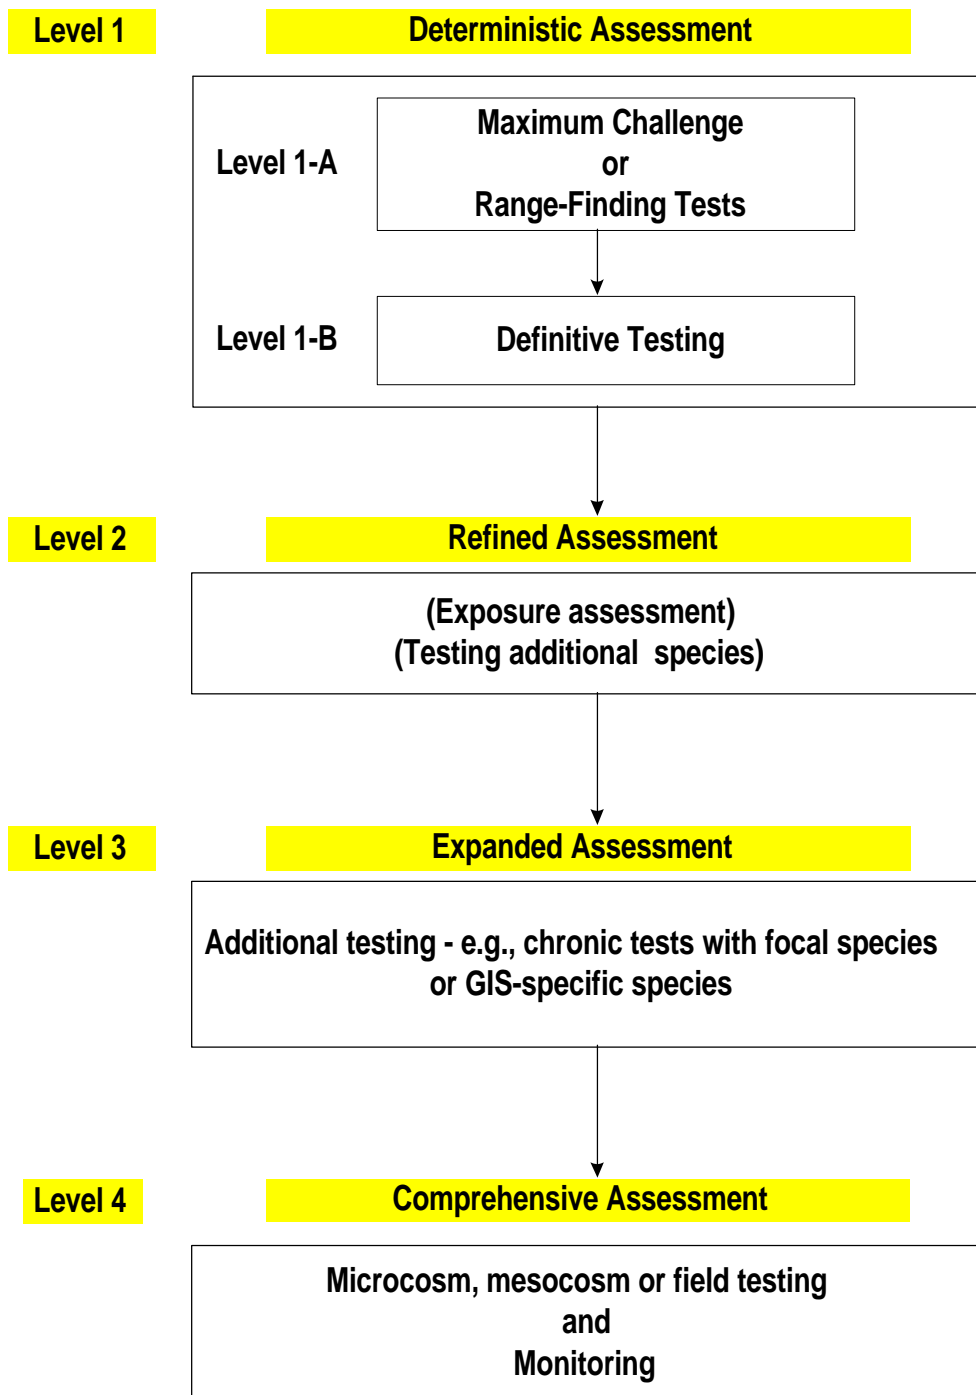 Level 1
Deterministic Assessment
Level 1-A
Maximum Challenge
or
Range-Finding Tests
Level 1-B
Definitive Testing
Level 2
Refined Assessment
(Exposure assessment)
(Testing additional species)
Level 3
Expanded Assessment
Additional testing - e.g., chronic tests with focal species
or GIS-specific species
Level 4
Comprehensive Assessment
Microcosm, mesocosm or field testing
and
Monitoring